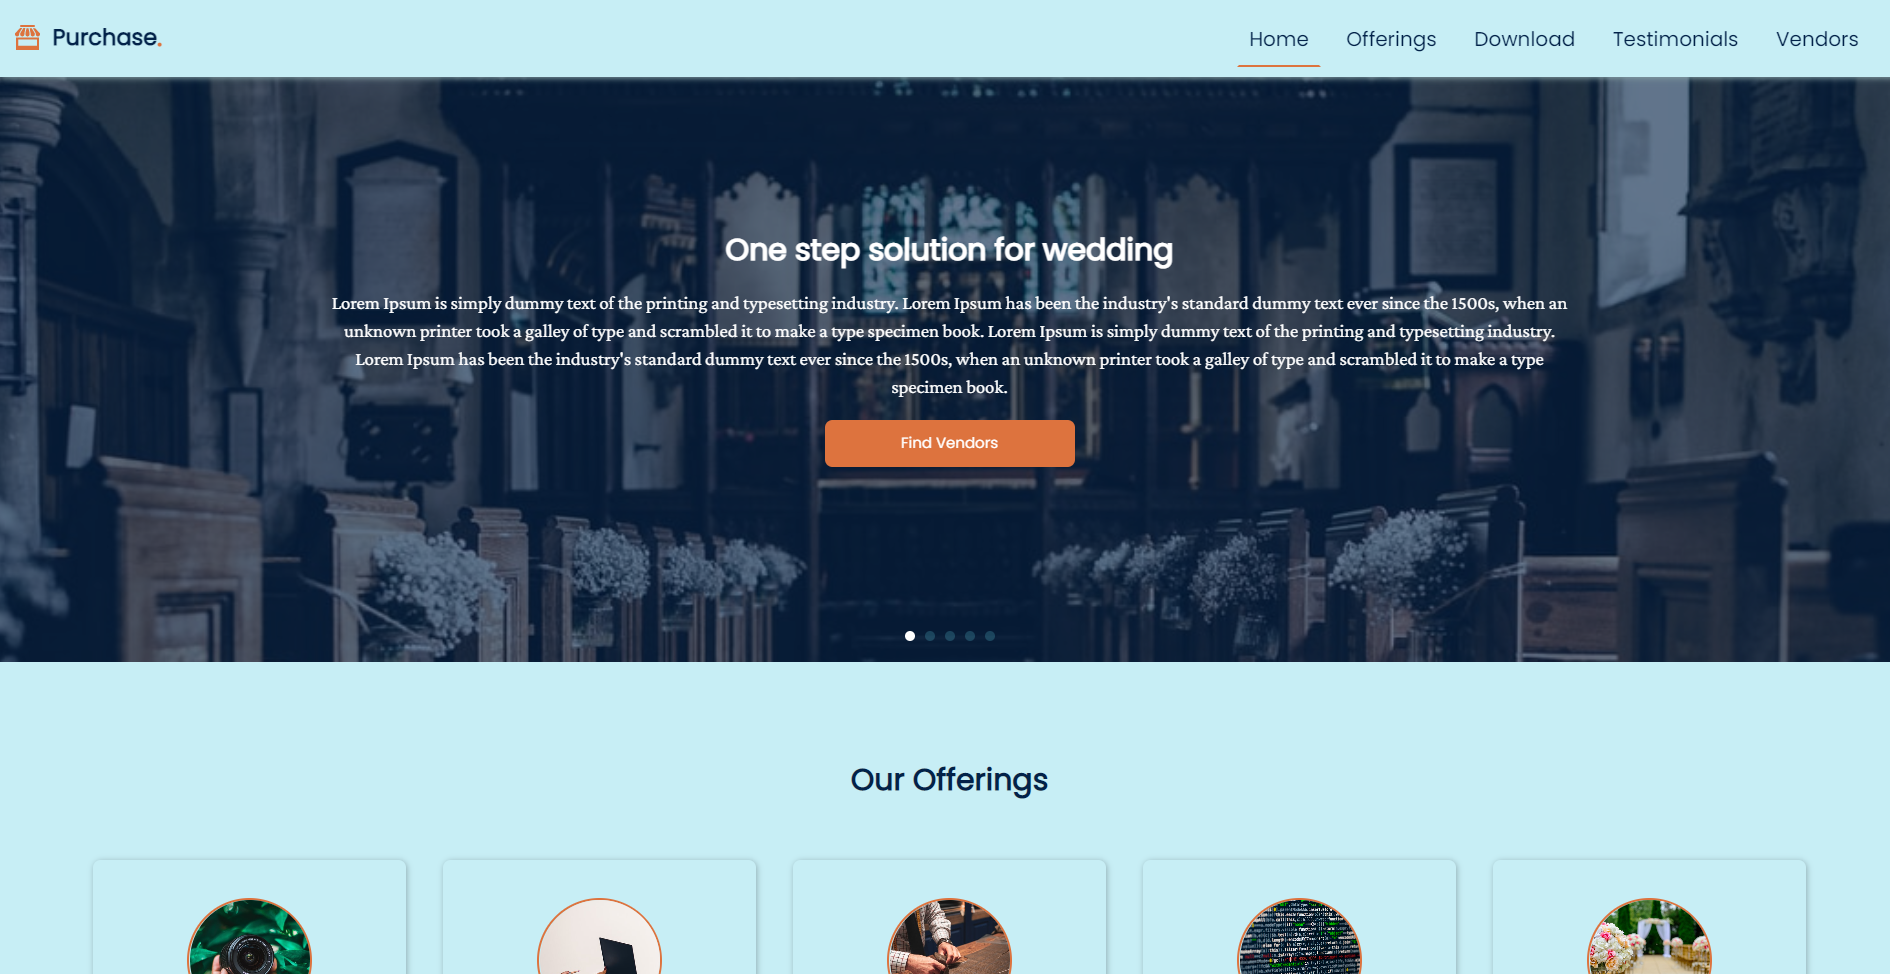 Purchase.
Home Offerings Download Testimonials Vendors
One step solution for wedding
Lorem Ipsum is simply dummy text of the printing and typesetting industry. Lorem Ipsum has been the industry's standard dummy text ever since the 1500s, when an
unknown printer took a galley of type and scrambled it to make a type specimen book. Lorem Ipsum is simply dummy text of the printing and typesetting industry.
Lorem Ipsum has been the industry's standard dummy text ever since the 1500s, when an unknown printer took a galley of type and scrambled it to make a type
specimen book.
Find Vendors
Our Offerings